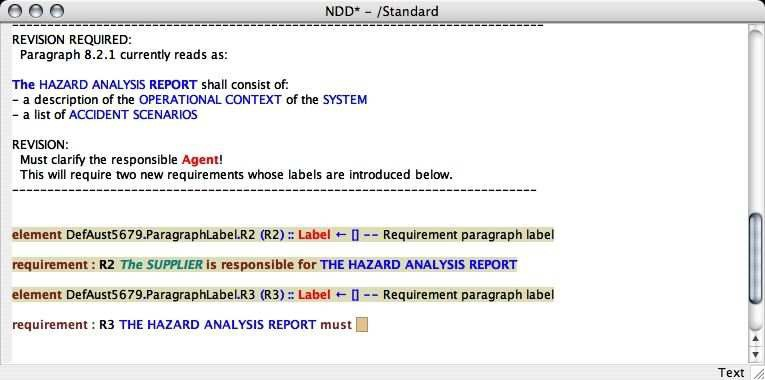 NDD* – /Standard
REVISION REQUIRED:
Paragraph 8.2.1 currently reads as:
The HAZARD ANALYSIS REPORT shall consist of:
– a description of the OPERATIONAL CONTEXT of the SYSTEM
– a list of ACCIDENT SCENARIOS
REVISION:
Must clarify the responsible Agent!
This will require two new requirements whose labels are introduced below.
element DefAust5679.ParagraphLabel.R2 (R2) :: Label ← [] -- Requirement paragraph label
requirement : R2 The SUPPLIER is responsible for THE HAZARD ANALYSIS REPORT
element DefAust5679.ParagraphLabel.R3 (R3) :: Label ← [] -- Requirement paragraph label
requirement : R3 THE HAZARD ANALYSIS REPORT must
Text